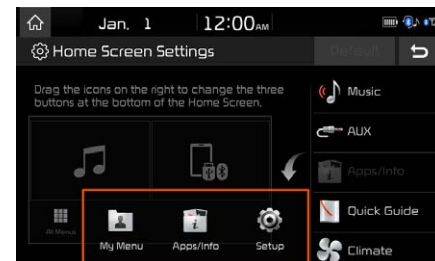 Jan. 1 12:00 AM
Home Screen Settings
Default
Drag the icons on the right to change the three
buttons at the bottom of the Home Screen.
Music
AUX
Apps/Info
Quick Guide
Climate
All Menus
My Menu
Apps/Info
Setup